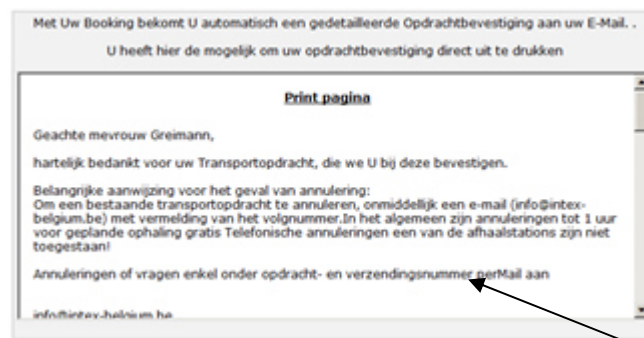 Met Uw Booking bekomt U automatisch een gedetailleerde Opdrachtbevestiging aan uw E-Mail. .
U heeft hier de mogelijk om uw opdrachtbevestiging direct uit te drukken
Print pagina
Geachte mevrouw Greimann,
hartelijk bedankt voor uw Transportopdracht, die we U bij deze bevestigen.
Belangrijke aanwijzing voor het geval van annulering:
Om een bestaande transportopdracht te annuleren, onmiddellijk een e-mail (info@intex-
belgium.be) met vermelding van het volgnummer.In het algemeen zijn annuleringen tot 1 uur
voor geplande ophaling gratis Telefonische annuleringen een van de afhaalstations zijn niet
toegestaan!
Annuleringen of vragen enkel onder opdracht- en verzendingsnummer perMail aan
info@intex-belgium.be